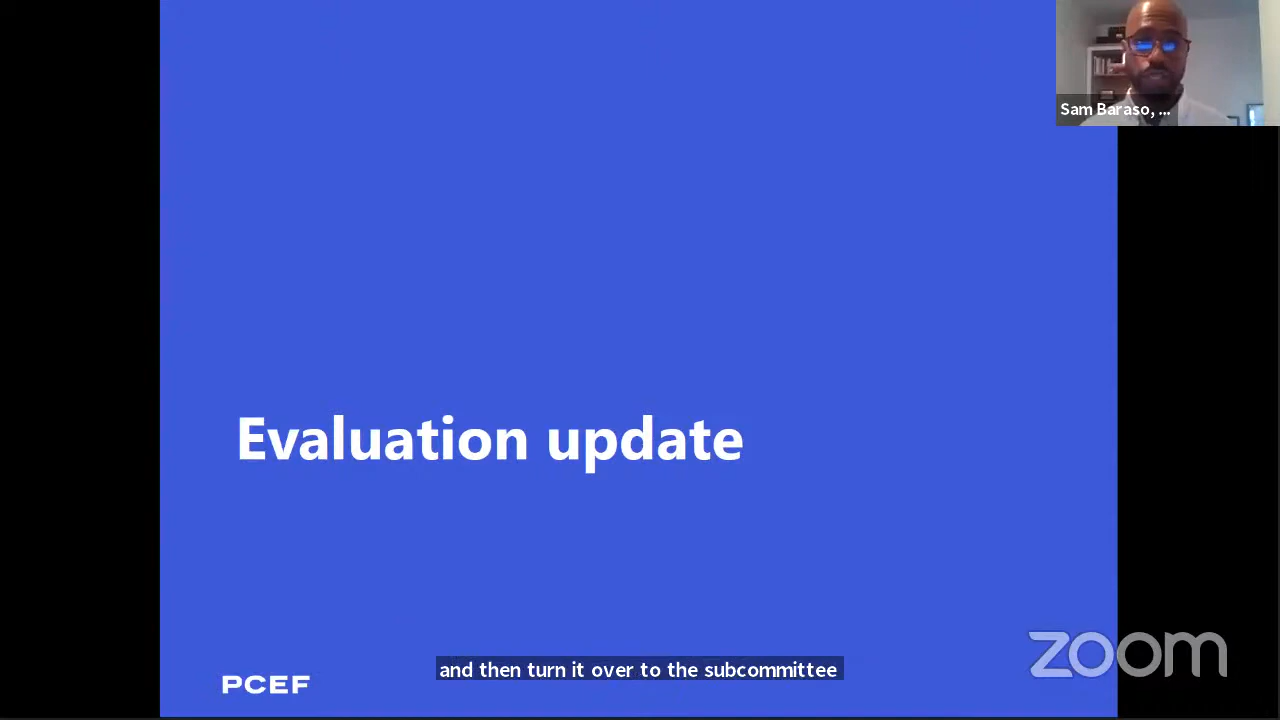 Sam Baraso, ...
Evaluation update
and then turn it over to the subcommittee
PCEF
zoom